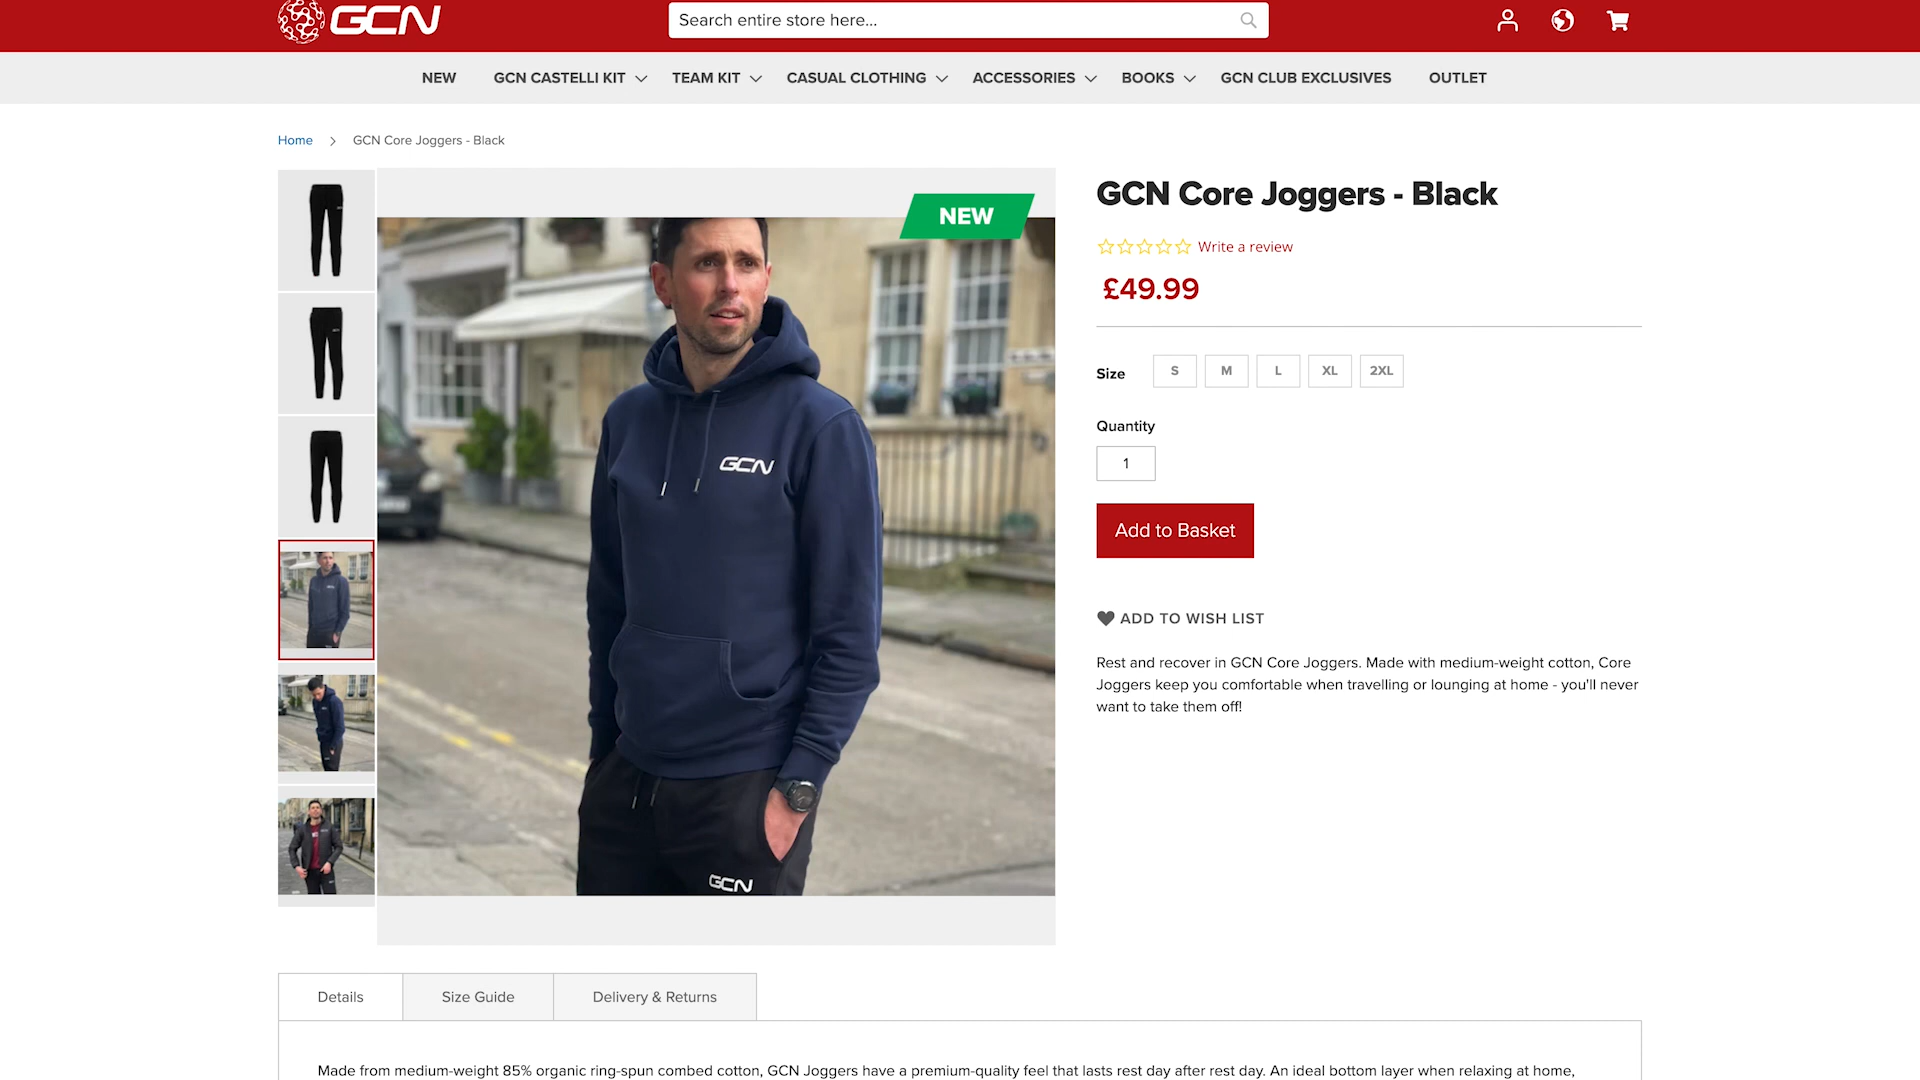 GCN
Search entire store here...
NEW
GCN CASTELLI KIT
TEAM KIT
CASUAL CLOTHING
ACCESSORIES
BOOKS
GCN CLUB EXCLUSIVES
OUTLET
Home
GCN Core Joggers - Black
NEW
GCN
GCN
GCN Core Joggers - Black
Write a review
£49.99
Size
S
M
L
XL
2XL
Quantity
1
Add to Basket
ADD TO WISH LIST
Rest and recover in GCN Core Joggers. Made with medium-weight cotton, Core
Joggers keep you comfortable when travelling or lounging at home - you'll never
want to take them off!
Details
Size Guide
Delivery & Returns
Made from medium-weight 85% organic ring-spun combed cotton, GCN Joggers have a premium-quality feel that lasts rest day after rest day. An ideal bottom layer when relaxing at home,